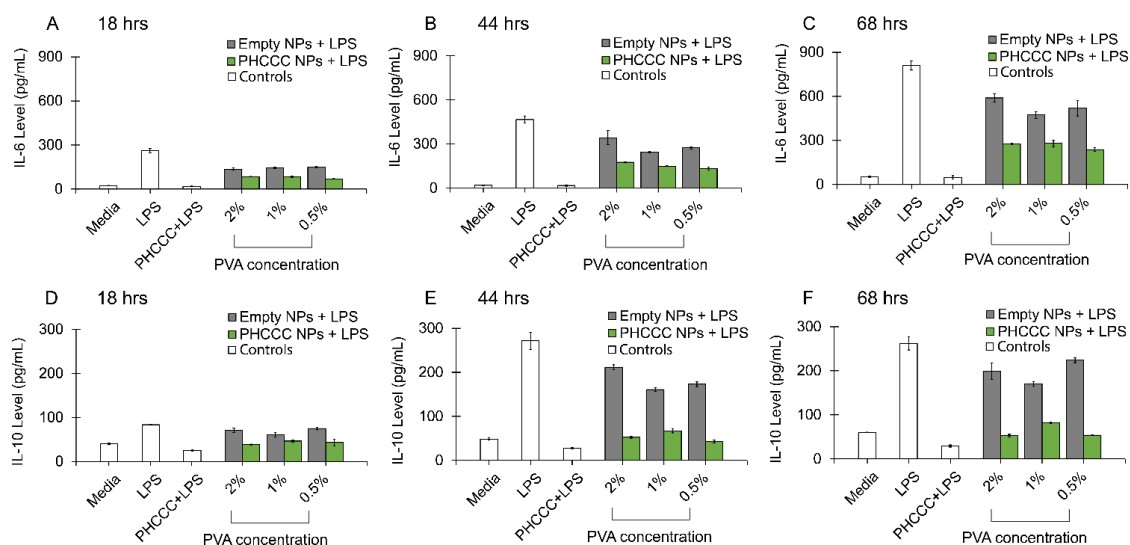 A 18 hrs
Empty NPs + LPS
PHCCC NPs + LPS
Controls
IL-6 Level (pg/mL)
900
600
300
0
Media
LPS
PHCCC+LPS
2%
1%
0.5%
PVA concentration
B 44 hrs
Empty NPs + LPS
PHCCC NPs + LPS
Controls
IL-6 Level (pg/mL)
900
600
300
0
Media
LPS
PHCCC+LPS
2%
1%
0.5%
PVA concentration
C 68 hrs
Empty NPs + LPS
PHCCC NPs + LPS
Controls
IL-6 Level (pg/mL)
900
600
300
0
Media
LPS
PHCCC+LPS
2%
1%
0.5%
PVA concentration
D 18 hrs
Empty NPs + LPS
PHCCC NPs + LPS
Controls
IL-10 Level (pg/mL)
300
200
100
0
Media
LPS
PHCCC+LPS
2%
1%
0.5%
PVA concentration
E 44 hrs
Empty NPs + LPS
PHCCC NPs + LPS
Controls
IL-10 Level (pg/mL)
300
200
100
0
Media
LPS
PHCCC+LPS
2%
1%
0.5%
PVA concentration
F 68 hrs
Empty NPs + LPS
PHCCC NPs + LPS
Controls
IL-10 Level (pg/mL)
300
200
100
0
Media
LPS
PHCCC+LPS
2%
1%
0.5%
PVA concentration